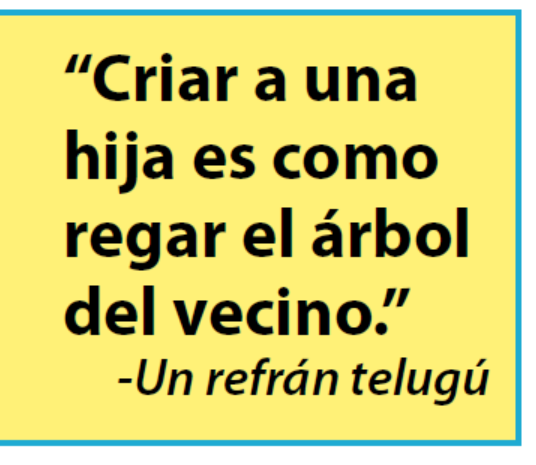 “Criar a una
hija es como
regar el árbol
del vecino.”
-Un refrán telugú